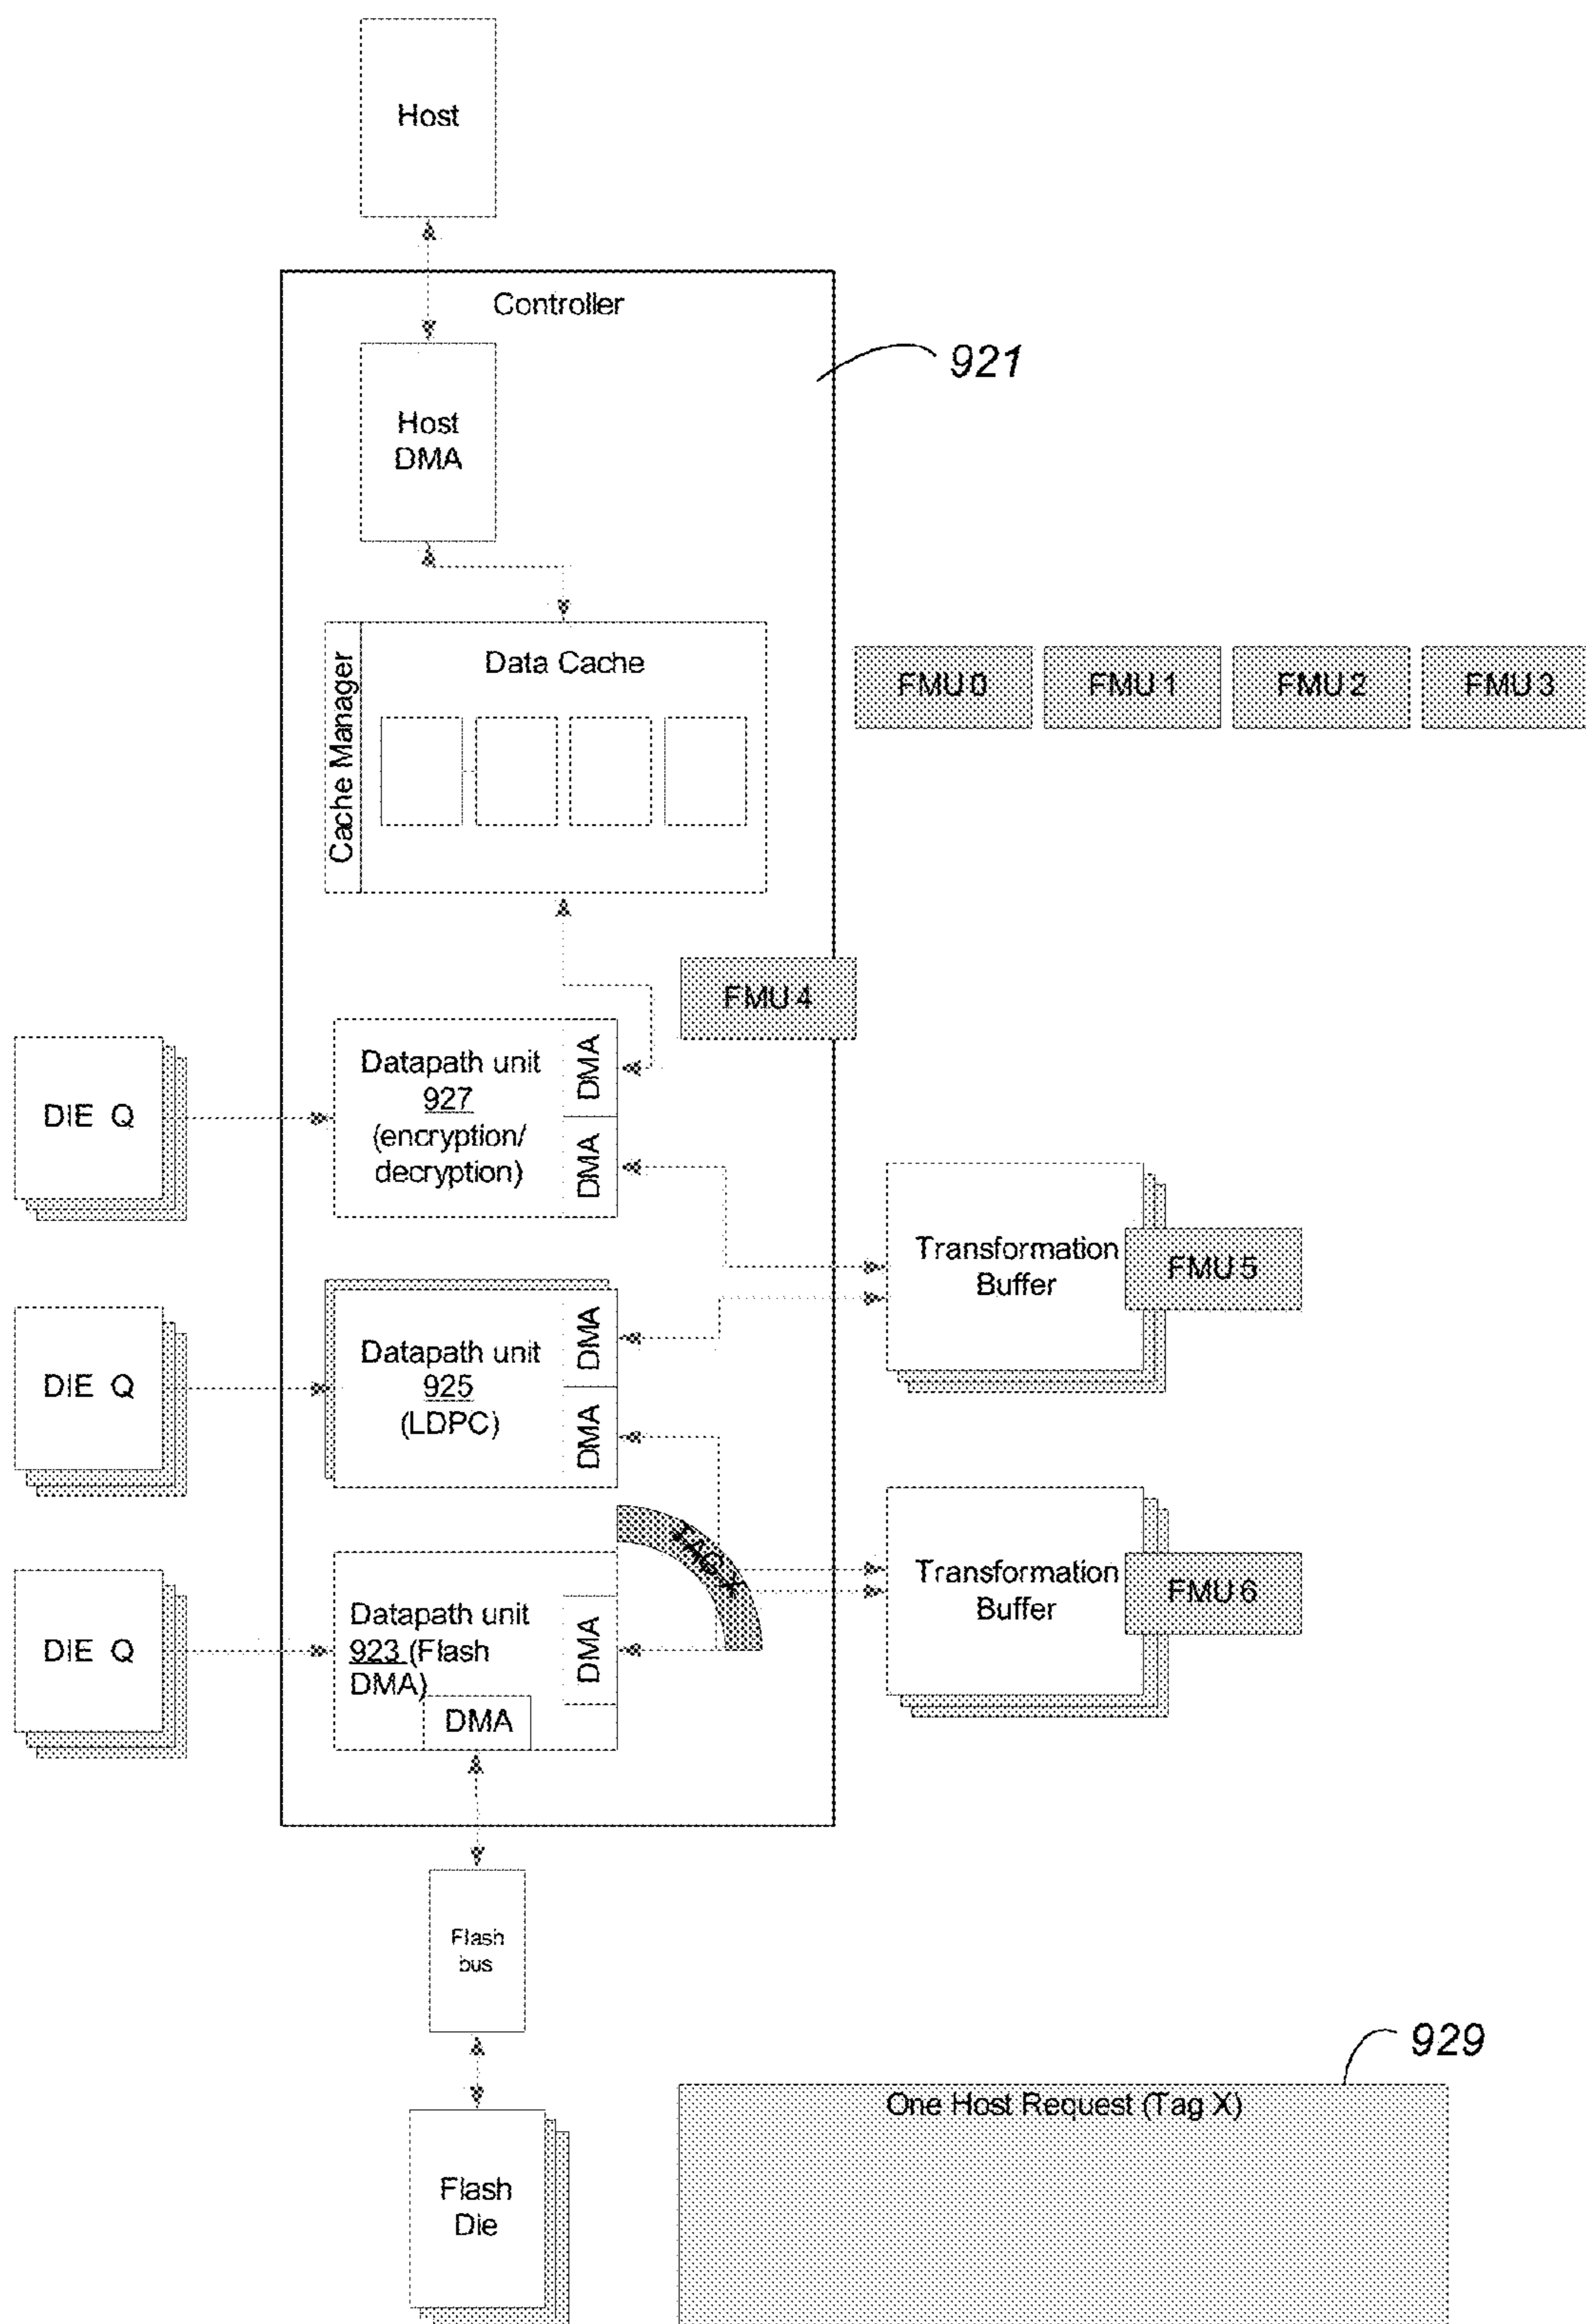 Host
Controller
921
Host
DMA
Cache Manager
Data Cache
FMU 0
FMU 1
FMU 2
FMU 3
FMU 4
DIE Q
Datapath unit
927
(encryption/
decryption)
DMA
DMA
Transformation
Buffer
FMU 5
DIE Q
Datapath unit
925
(LDPC)
DMA
DMA
TAG X
Transformation
Buffer
FMU 6
DIE Q
Datapath unit
923 (Flash
DMA)
DMA
DMA
Flash
bus
929
One Host Request (Tag X)
Flash
Die